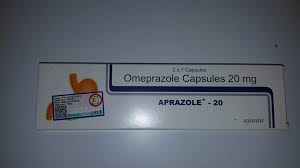 2 x 7 Capsules
Omeprazole Capsules 20 mg
APRAZOLE® - 20
ajanta